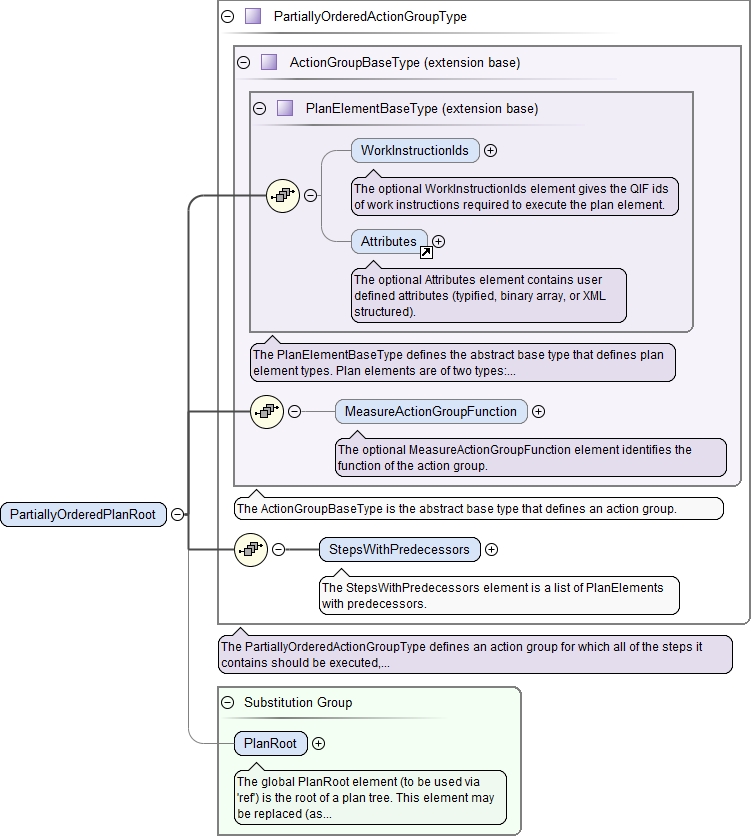 PartiallyOrderedActionGroupType
ActionGroupBaseType (extension base)
PlanElementBaseType (extension base)
WorkInstructionIds
The optional WorkInstructionIds element gives the QIF ids
of work instructions required to execute the plan element.
Attributes
The optional Attributes element contains user
defined attributes (typified, binary array, or XML
structured).
The PlanElementBaseType defines the abstract base type that defines plan
element types. Plan elements are of two types:...
MeasureActionGroupFunction
The optional MeasureActionGroupFunction element identifies the
function of the action group.
The ActionGroupBaseType is the abstract base type that defines an action group.
PartiallyOrderedPlanRoot
StepsWithPredecessors
The StepsWithPredecessors element is a list of PlanElements
with predecessors.
The PartiallyOrderedActionGroupType defines an action group for which all of the steps it
contains should be executed,...
Substitution Group
PlanRoot
The global PlanRoot element (to be used via
'ref') is the root of a plan tree. This element may
be replaced (as...